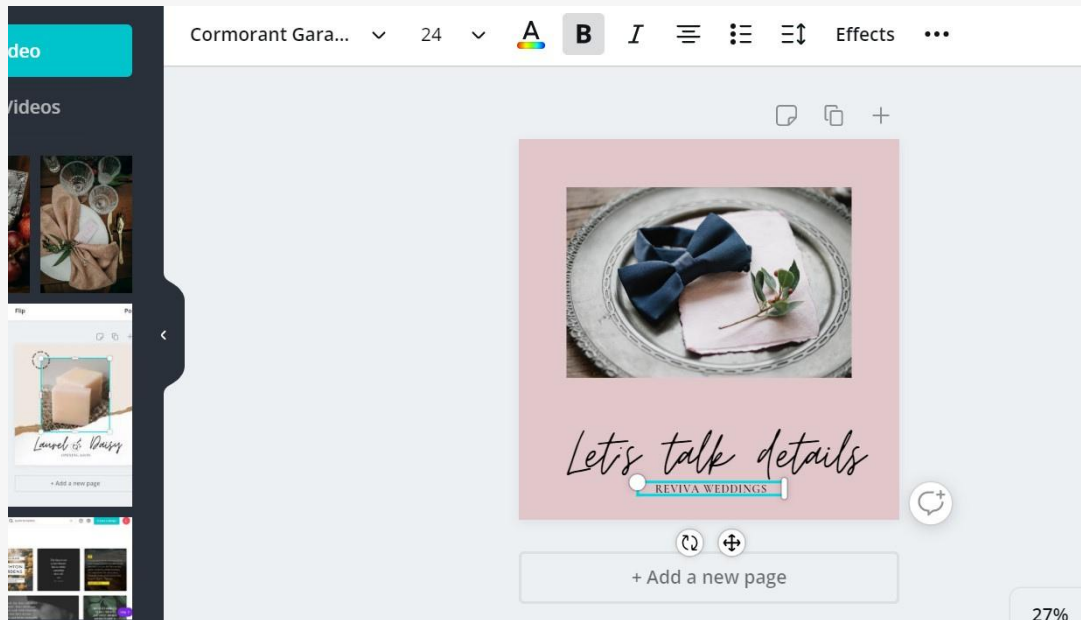 deo
Cormorant Gara...
24
A
B
I
Effects
Videos
Flip
Po
Laurel & Daisy
+ Add a new page
Let's talk details
REVIVA WEDDINGS
+ Add a new page
27%